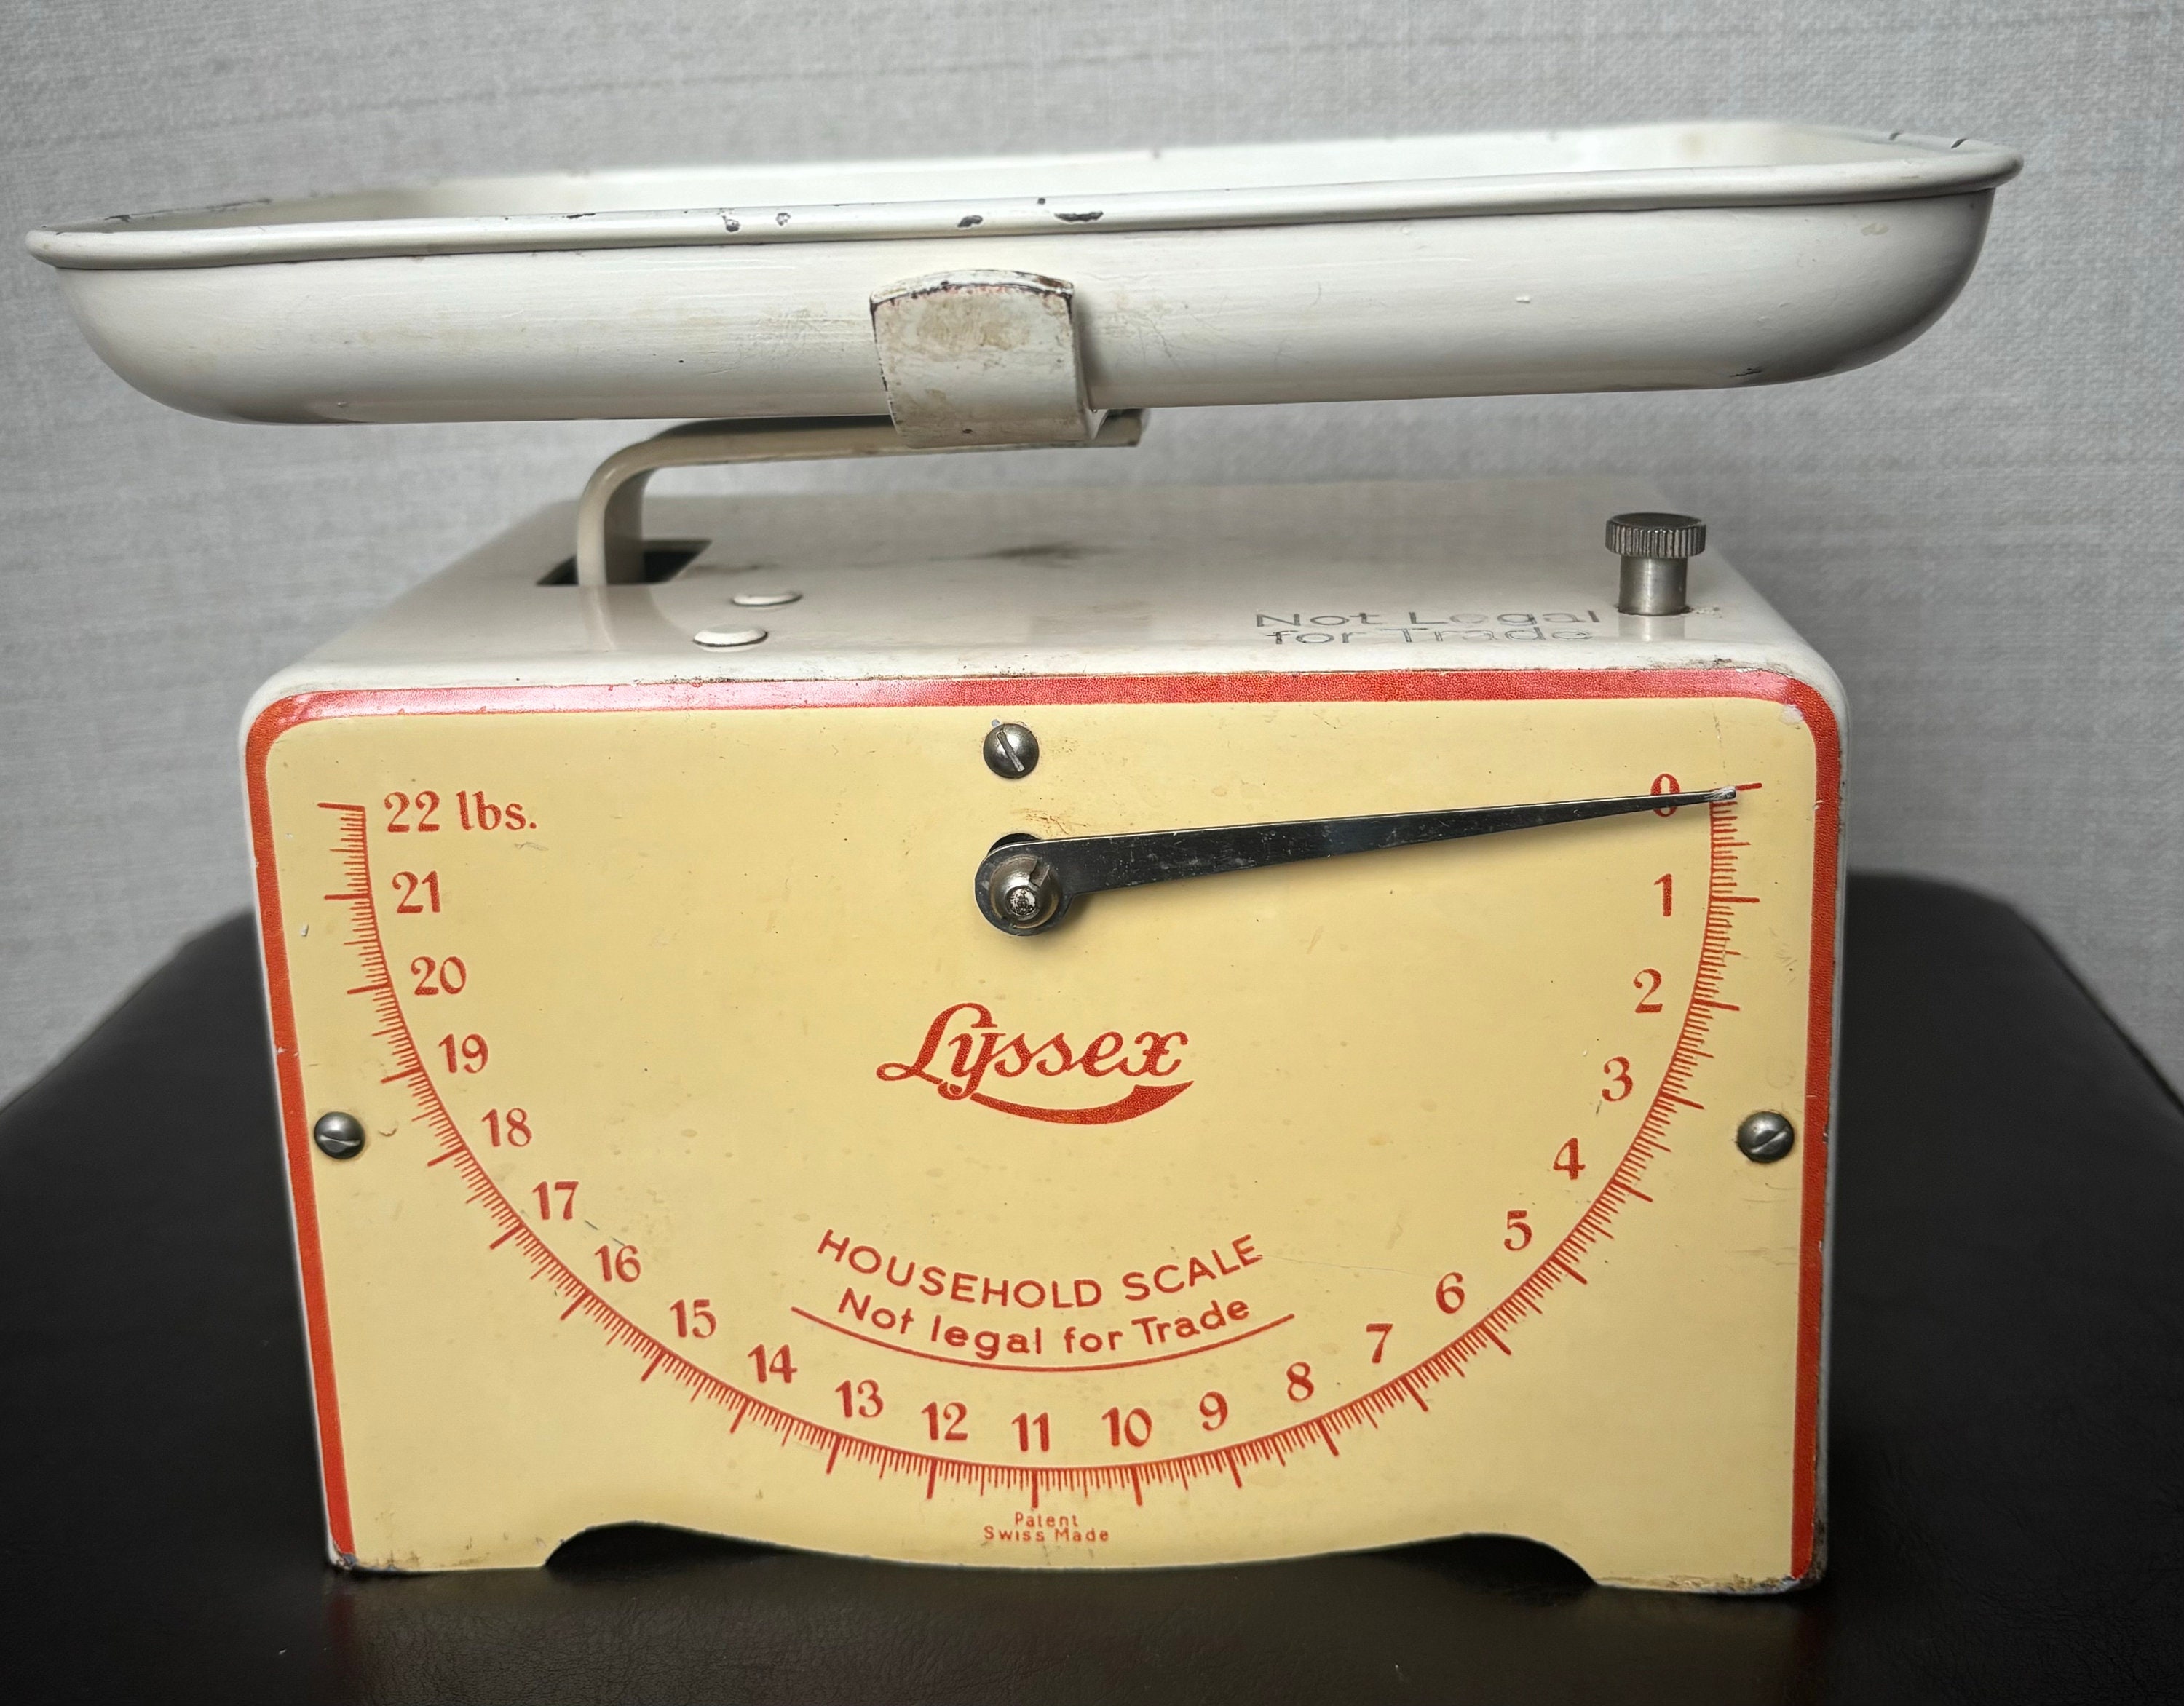 Not Legal
for Trade
0
22 lbs.
21
1
20
2
19
3
18
4
17
5
16
6
15
7
14
8
13
9
12
11
10
Lyssex
HOUSEHOLD SCALE
Not legal for Trade
Patent
Swiss Made